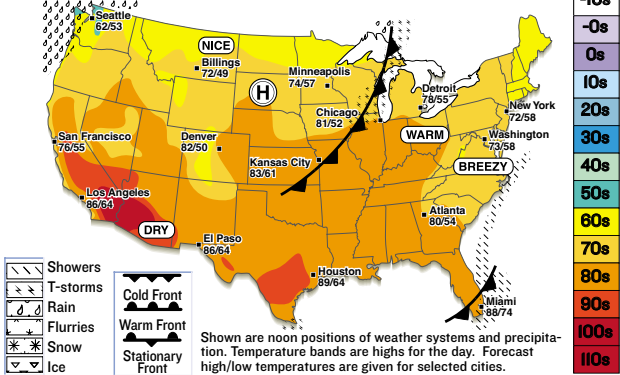 Seattle
62/53
NICE
Billings
72/49
Minneapolis
74/57
H
Detroit
78/55
Chicago
81/52
New York
72/58
San Francisco
76/55
Denver
82/50
WARM
Washington
73/58
Kansas City
83/61
BREEZY
Los Angeles
86/64
Atlanta
80/54
DRY
El Paso
86/64
Houston
89/64
Miami
88/74
Showers
T-storms
Rain
Flurries
Snow
Ice
Cold Front
Warm Front
Stationary
Front
Shown are noon positions of weather systems and precipita-
tion. Temperature bands are highs for the day. Forecast
high/low temperatures are given for selected cities.
-10s
-0s
0s
10s
20s
30s
40s
50s
60s
70s
80s
90s
100s
110s